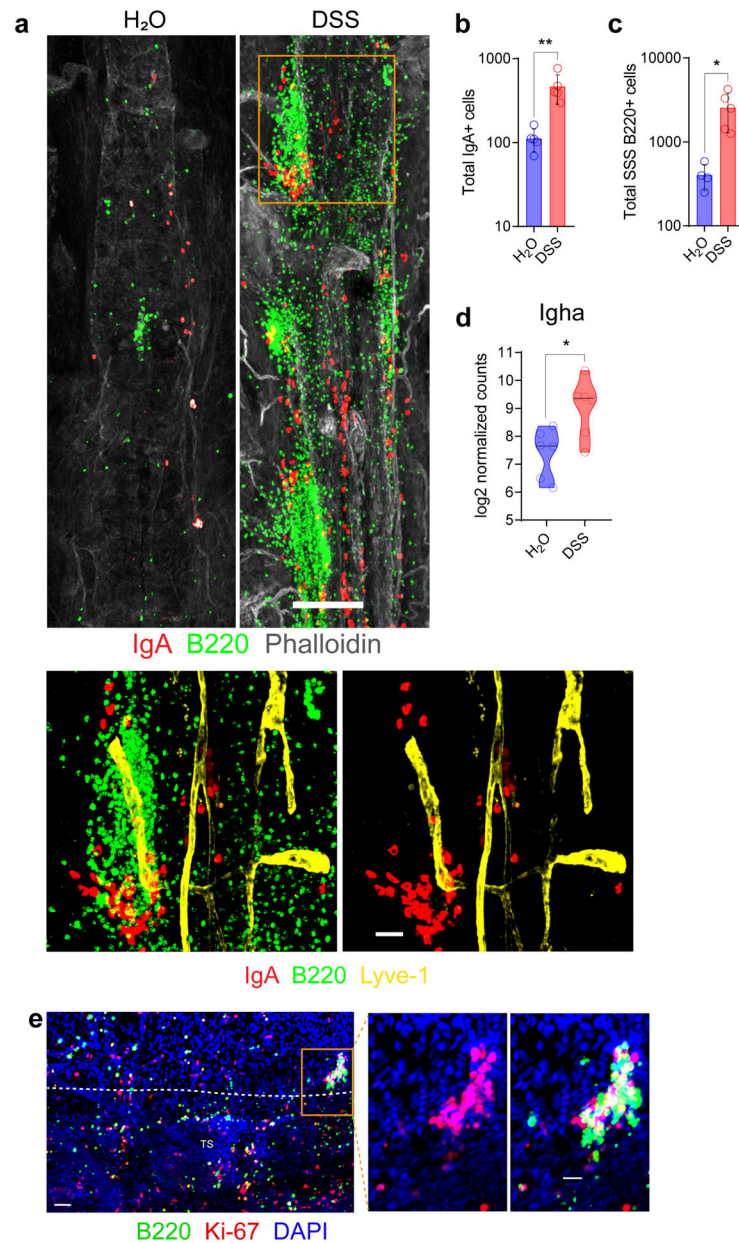 a
H₂O
DSS
IgA B220 Phalloidin
IgA B220 Lyve-1
b
**
1000
100
10
Total IgA+ cells
H₂O
DSS
c
*
10000
1000
100
Total SSS B220+ cells
H₂O
DSS
d
Igha
*
11
10
9
8
7
6
5
log2 normalized counts
H₂O
DSS
e
TS
B220 Ki-67 DAPI